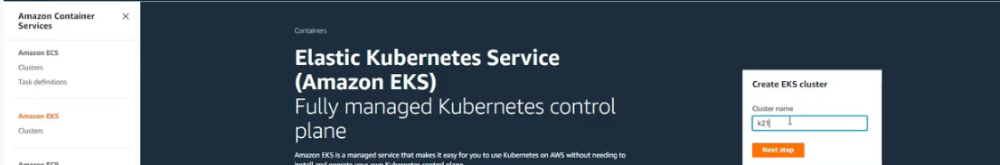 Amazon Container
Services
Amazon ECS
Clusters
Task definitions
Amazon EKS
Clusters
Amazon ECR
Containers
Elastic Kubernetes Service
(Amazon EKS)
Fully managed Kubernetes control
plane
Amazon EKS is a managed service that makes it easy for you to use Kubernetes on AWS without needing to
install and operate your own Kubernetes control plane.
Create EKS cluster
Cluster name
k21
Next step